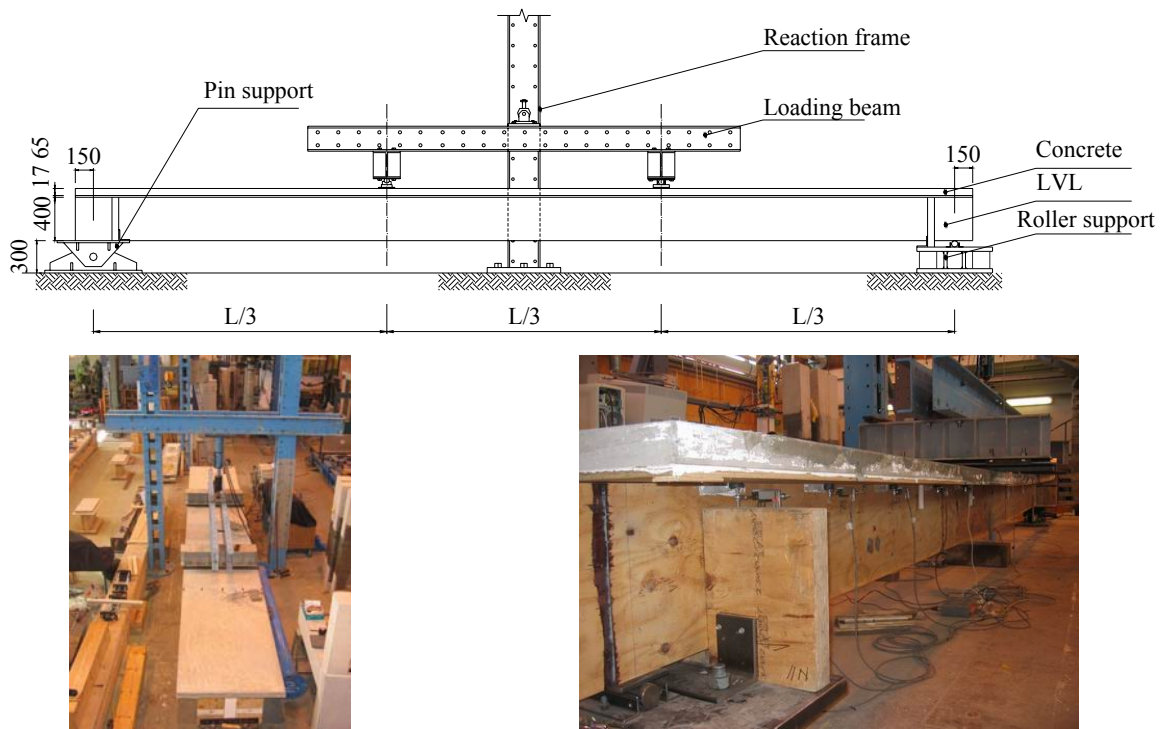 Reaction frame
Pin support
Loading beam
150
150
Concrete
17 65
LVL
400
Roller support
300
L/3
L/3
L/3